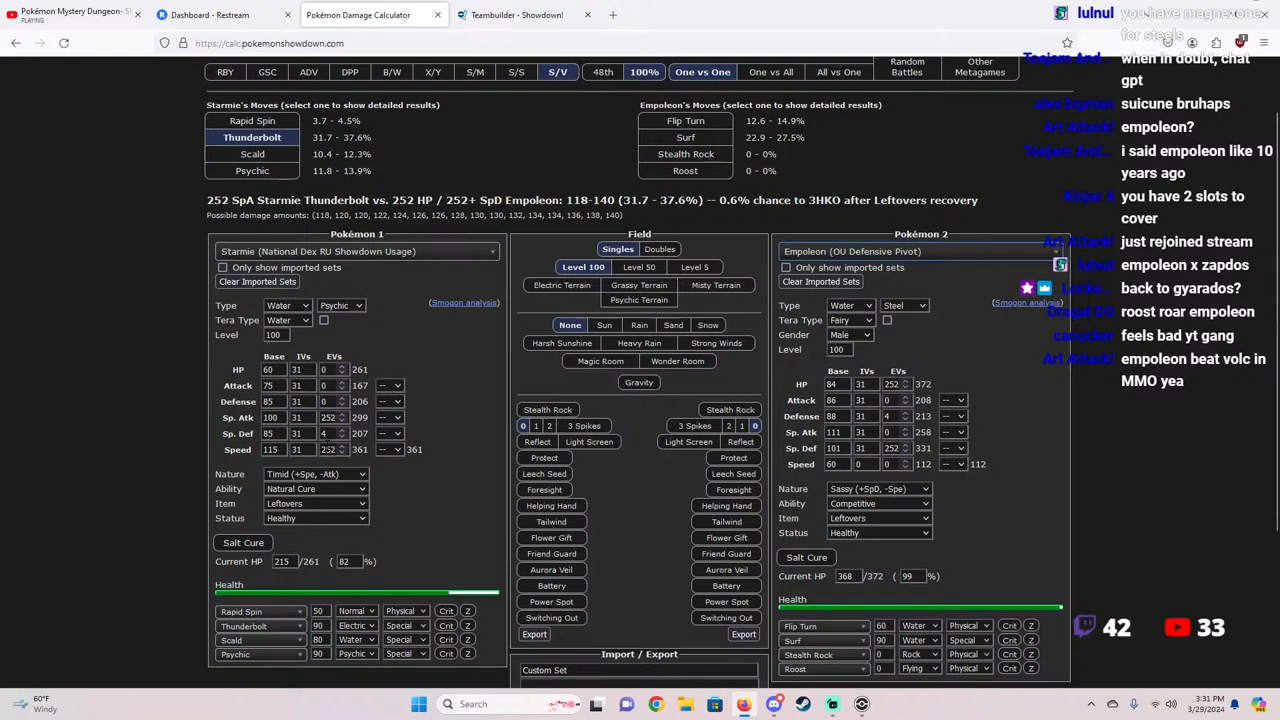 Pokémon Mystery Dungeon- S
PLAYING
Dashboard - Restream
Pokémon Damage Calculator
Teambuilder - Showdown!
https://calc.pokemonshowdown.com
RBY
GSC
ADV
DPP
B/W
X/Y
S/M
S/S
S/V
48th
100%
One vs One
One vs All
All vs One
Random Battles
Other Metagames
Starmie's Moves (select one to show detailed results)
Rapid Spin 3.7 - 4.5%
Thunderbolt 31.7 - 37.6%
Scald 10.4 - 12.3%
Psychic 11.8 - 13.9%
Empoleon's Moves (select one to show detailed results)
Flip Turn 12.6 - 14.9%
Surf 22.9 - 27.5%
Stealth Rock 0 - 0%
Roost 0 - 0%
252 SpA Starmie Thunderbolt vs. 252 HP / 252+ SpD Empoleon: 118-140 (31.7 - 37.6%) -- 0.6% chance to 3HKO after Leftovers recovery
Possible damage amounts: (118, 120, 120, 122, 124, 126, 126, 128, 130, 130, 132, 134, 134, 136, 138, 140)
Pokémon 1
Starmie (National Dex RU Showdown Usage)
Only show imported sets
Clear Imported Sets
Type Water Psychic
(Smogon analysis)
Tera Type Water
Level 100
Base IVs EVs
HP 60 31 0 261
Attack 75 31 0 167 --
Defense 85 31 0 206 --
Sp. Atk 100 31 252 299 --
Sp. Def 85 31 4 207 --
Speed 115 31 252 361 -- 361
Nature Timid (+Spe, -Atk)
Ability Natural Cure
Item Leftovers
Status Healthy
Salt Cure
Current HP 215 /261 ( 82 %)
Health
Rapid Spin 50 Normal Physical Crit Z
Thunderbolt 90 Electric Special Crit Z
Scald 80 Water Special Crit Z
Psychic 90 Psychic Special Crit Z
Field
Singles Doubles
Level 100 Level 50 Level 5
Electric Terrain Grassy Terrain Misty Terrain
Psychic Terrain
None Sun Rain Sand Snow
Harsh Sunshine Heavy Rain Strong Winds
Magic Room Wonder Room
Gravity
Stealth Rock Stealth Rock
0 1 2 3 Spikes 3 Spikes 2 1 0
Reflect Light Screen Light Screen Reflect
Protect Protect
Leech Seed Leech Seed
Foresight Foresight
Helping Hand Helping Hand
Tailwind Tailwind
Flower Gift Flower Gift
Friend Guard Friend Guard
Aurora Veil Aurora Veil
Battery Battery
Power Spot Power Spot
Switching Out Switching Out
Export Export
Import / Export
Custom Set
Pokémon 2
Empoleon (OU Defensive Pivot)
Only show imported sets
Clear Imported Sets
Type Water Steel
(Smogon analysis)
Tera Type Fairy
Gender Male
Level 100
Base IVs EVs
HP 84 31 252 372
Attack 86 31 0 208 --
Defense 88 31 4 213 --
Sp. Atk 111 31 0 258 --
Sp. Def 101 31 252 331 --
Speed 60 0 0 112 -- 112
Nature Sassy (+SpD, -Spe)
Ability Competitive
Item Leftovers
Status Healthy
Salt Cure
Current HP 368 /372 ( 99 %)
Health
Flip Turn 60 Water Physical Crit Z
Surf 90 Water Special Crit Z
Stealth Rock 0 Rock Physical Crit Z
Roost 0 Flying Physical Crit Z
lulnul you have magnezone
for steels
Toojam And... when in doubt, chat
gpt
alex bigman suicune bruhaps
Art Attack! empoleon?
Toojam And... i said empoleon like 10
years ago
you have 2 slots to
cover
Art Attack! just rejoined stream
lulnul empoleon x zapdos
Locke... back to gyarados?
roost roar empoleon
feels bad yt gang
Art Attack! empoleon beat volc in
MMO yea
42
33
60°F
Windy
Search
3:31 PM
3/29/2024